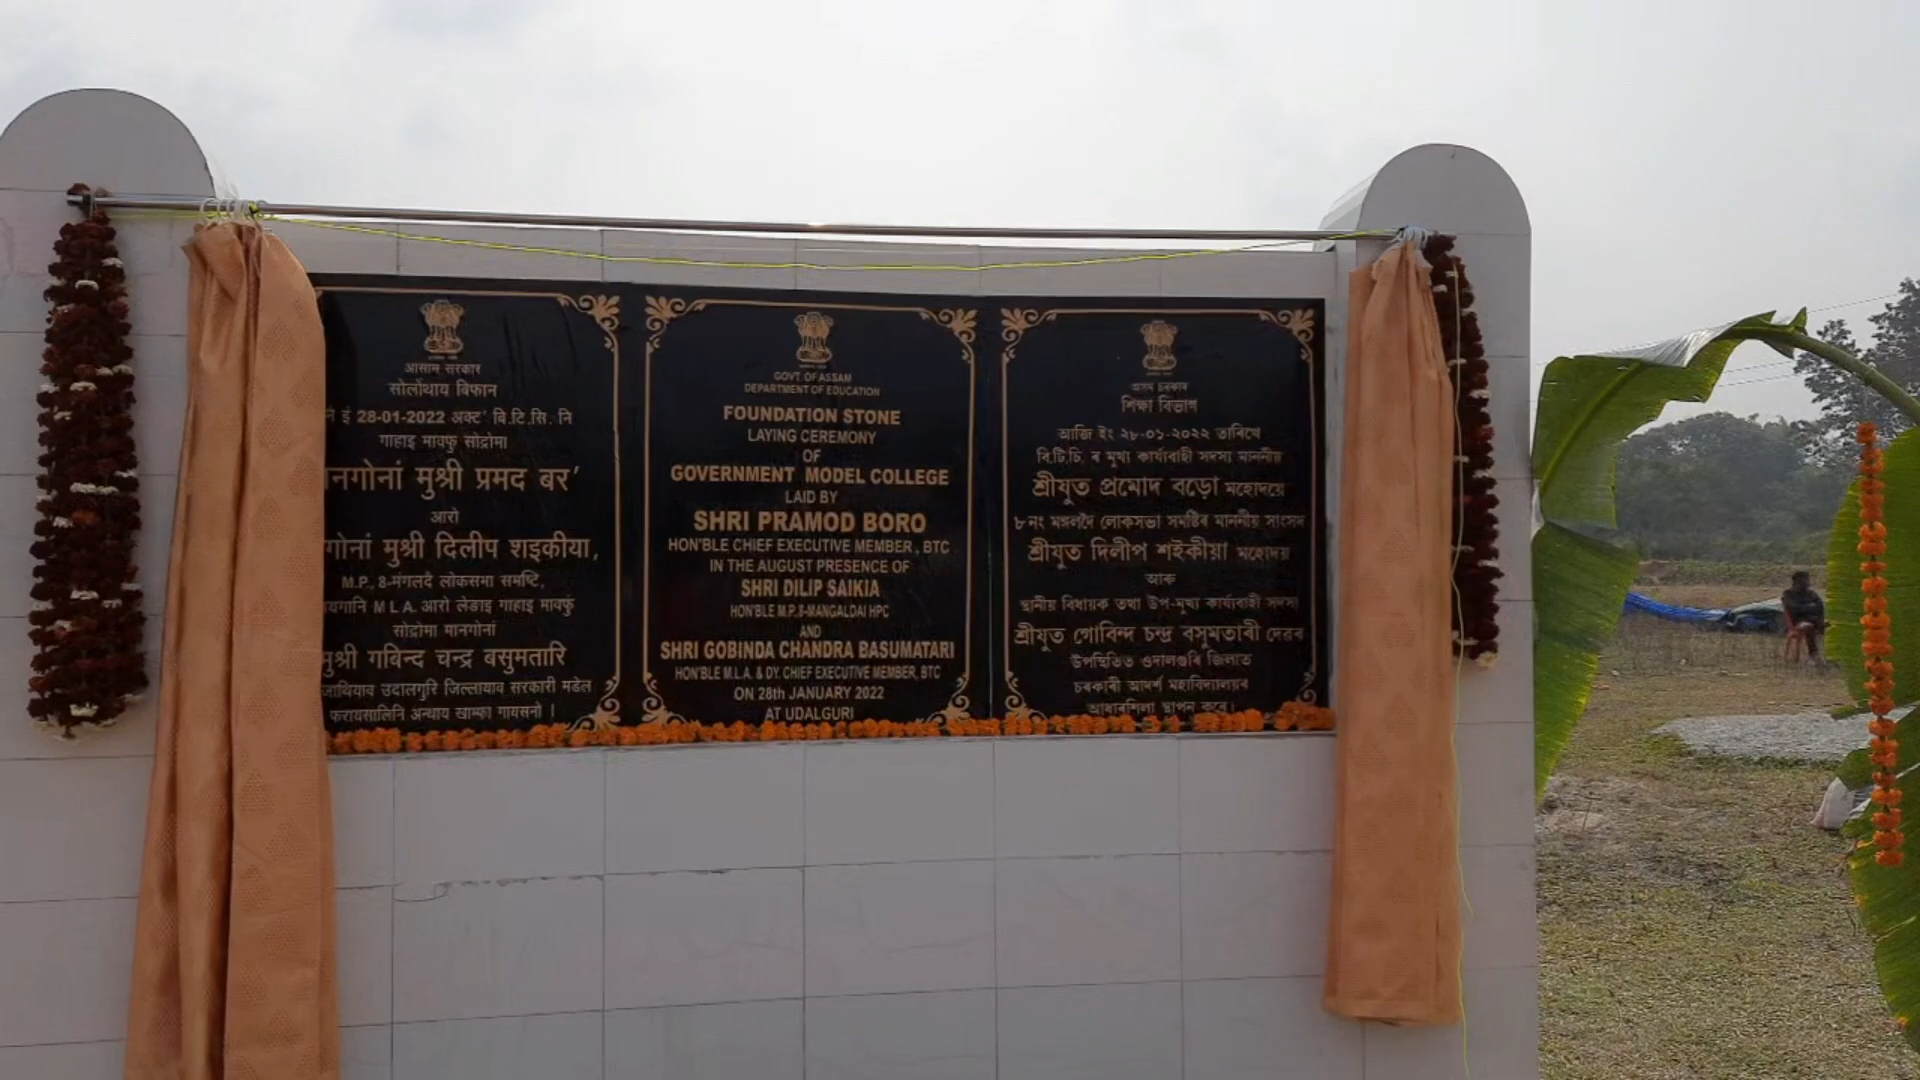 आसाम सरकार
सोलोंथाय बिफान
इं 28-01-2022 अक्ट' बि.टि.सि. नि
गाहाइ मावफु सोद्रोमा
मुश्री प्रमद बर'
आरो
मुश्री दिलीप शइकीया,
M.P., 8-मंगलदै लोकसभा समष्टि,
M.L.A. आरो लेङाइ गाहाइ मावफु
सोद्रोमा मानगोनां
मुश्री गबिन्द चन्द्र बसुमतारि
उदालगुरि जिल्लायाव सरकारी मडेल
फरायसालिनि अन्थाय खाम्फा गायसनो।
GOVT. OF ASSAM
DEPARTMENT OF EDUCATION
FOUNDATION STONE
LAYING CEREMONY
OF
GOVERNMENT MODEL COLLEGE
LAID BY
SHRI PRAMOD BORO
HON'BLE CHIEF EXECUTIVE MEMBER, BTC
IN THE AUGUST PRESENCE OF
SHRI DILIP SAIKIA
HON'BLE M.P. 8-MANGALDAI HPC
AND
SHRI GOBINDA CHANDRA BASUMATARI
HON'BLE M.L.A. & DY. CHIEF EXECUTIVE MEMBER, BTC
ON 28th JANUARY 2022
AT UDALGURI
অসম চৰকাৰ
শিক্ষা বিভাগ
আজি ইং ২৮-০১-২০২২ তাৰিখে
বি.টি.চি. ৰ মূখ্য কাৰ্য্যবাহী সদস্য মাননীয়
শ্ৰীযুত প্ৰমোদ বড়ো মহোদয়ে
৮ নং মঙ্গলদৈ লোকসভা সমষ্টিৰ মাননীয় সাংসদ
শ্ৰীযুত দিলীপ শইকীয়া মহোদয়
আৰু
স্থানীয় বিধায়ক তথা উপ-মূখ্য কাৰ্য্যবাহী সদস্য
শ্ৰীযুত গোবিন্দ চন্দ্ৰ বসুমতাৰী দেৱৰ
উপস্থিতিত ওদালগুৰি জিলাতে
চৰকাৰী আদৰ্শ মহাবিদ্যালয়ৰ
আধাৰশিলা স্থাপন কৰে।